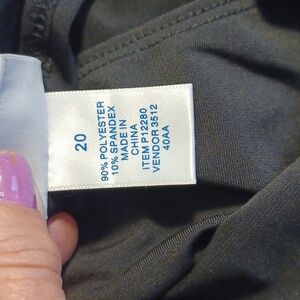 20
90% POLYESTER
10% SPANDEX
MADE IN
CHINA
ITEM P12280
VENDOR 3512
40AA